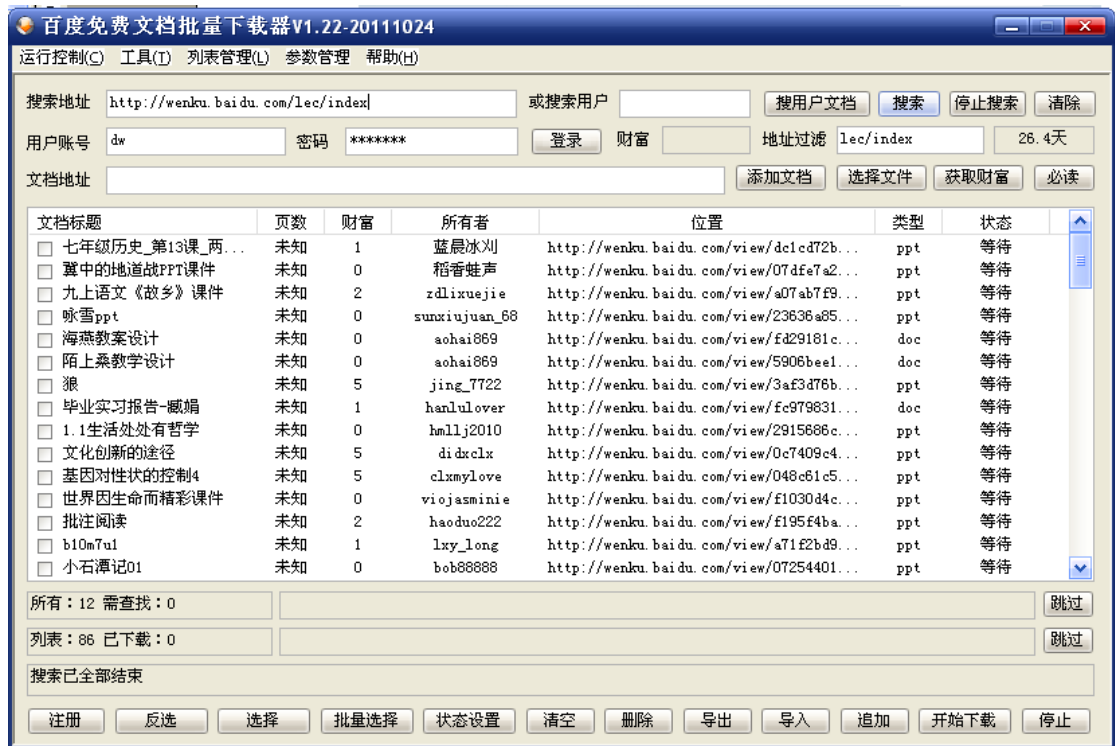 百度免费文档批量下载器V1.22-20111024
运行控制(C) 工具(T) 列表管理(L) 参数管理 帮助(H)
搜索地址 http://wenku.baidu.com/lec/index 或搜索用户 搜用户文档 搜索 停止搜索 清除
用户账号 dw 密码 ******* 登录 财富 地址过滤 lec/index 26.4天
文档地址 添加文档 选择文件 获取财富 必读
文档标题 页数 财富 所有者 位置 类型 状态
七年级历史_第13课_两... 未知 1 蓝晨冰刈 http://wenku.baidu.com/view/dc1cd72b... ppt 等待
冀中的地道战PPT课件 未知 0 稻香蛙声 http://wenku.baidu.com/view/07dfe7a2... ppt 等待
九上语文《故乡》课件 未知 2 zdlixuejie http://wenku.baidu.com/view/a07ab7f9... ppt 等待
咏雪ppt 未知 0 sunxiujuan_68 http://wenku.baidu.com/view/23636a85... ppt 等待
海燕教案设计 未知 0 aohai869 http://wenku.baidu.com/view/fd29181c... doc 等待
陌上桑教学设计 未知 0 aohai869 http://wenku.baidu.com/view/5906bee1... doc 等待
狼 未知 5 jing_7722 http://wenku.baidu.com/view/3af3d76b... ppt 等待
毕业实习报告-臧娟 未知 1 hanlulover http://wenku.baidu.com/view/fc979831... doc 等待
1.1生活处处有哲学 未知 0 hmllj2010 http://wenku.baidu.com/view/2915686c... ppt 等待
文化创新的途径 未知 5 didxclx http://wenku.baidu.com/view/0c7409c4... ppt 等待
基因对性状的控制4 未知 5 clxmylove http://wenku.baidu.com/view/048c61c5... ppt 等待
世界因生命而精彩课件 未知 0 viojasminie http://wenku.baidu.com/view/f1030d4c... ppt 等待
批注阅读 未知 2 haoduo222 http://wenku.baidu.com/view/f195f4ba... ppt 等待
b10m7u1 未知 1 lxy_long http://wenku.baidu.com/view/a71f2bd9... ppt 等待
小石潭记01 未知 0 bob88888 http://wenku.baidu.com/view/07254401... ppt 等待
所有：12 需查找：0 跳过
列表：86 已下载：0 跳过
搜索已全部结束
注册 反选 选择 批量选择 状态设置 清空 删除 导出 导入 追加 开始下载 停止